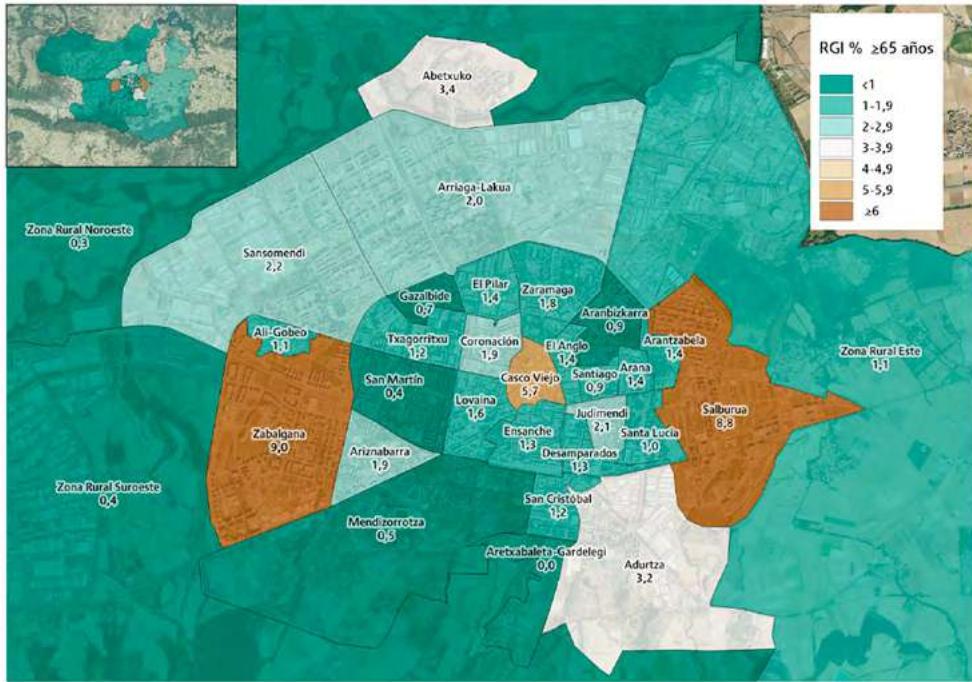 RGI % ≥65 años
<1
1-1,9
2-2,9
3-3,9
4-4,9
5-5,9
≥6
Abetxuko
3,4
Arriaga-Lakua
2,0
Zona Rural Noroeste
0,3
Sansomendi
2,2
El Pilar
1,4
Zaramaga
1,8
Gazalbide
0,7
Aranbizkarra
0,9
Ali-Gobeo
1,1
Txagorritxu
1,2
Coronación
1,9
El Anglo
1,4
Arantzabela
1,4
Zona Rural Este
1,1
San Martín
0,4
Casco Viejo
5,7
Santiago
0,9
Arana
1,4
Lovaina
1,6
Judimendi
2,1
Salburua
8,8
Zabalgana
9,0
Ensanche
1,3
Santa Lucía
1,0
Ariznabarra
1,9
Desamparados
1,3
Zona Rural Suroeste
0,4
San Cristóbal
1,2
Mendizorrotza
0,5
Aretxabaleta-Gardelegi
0,0
Adurtza
3,2